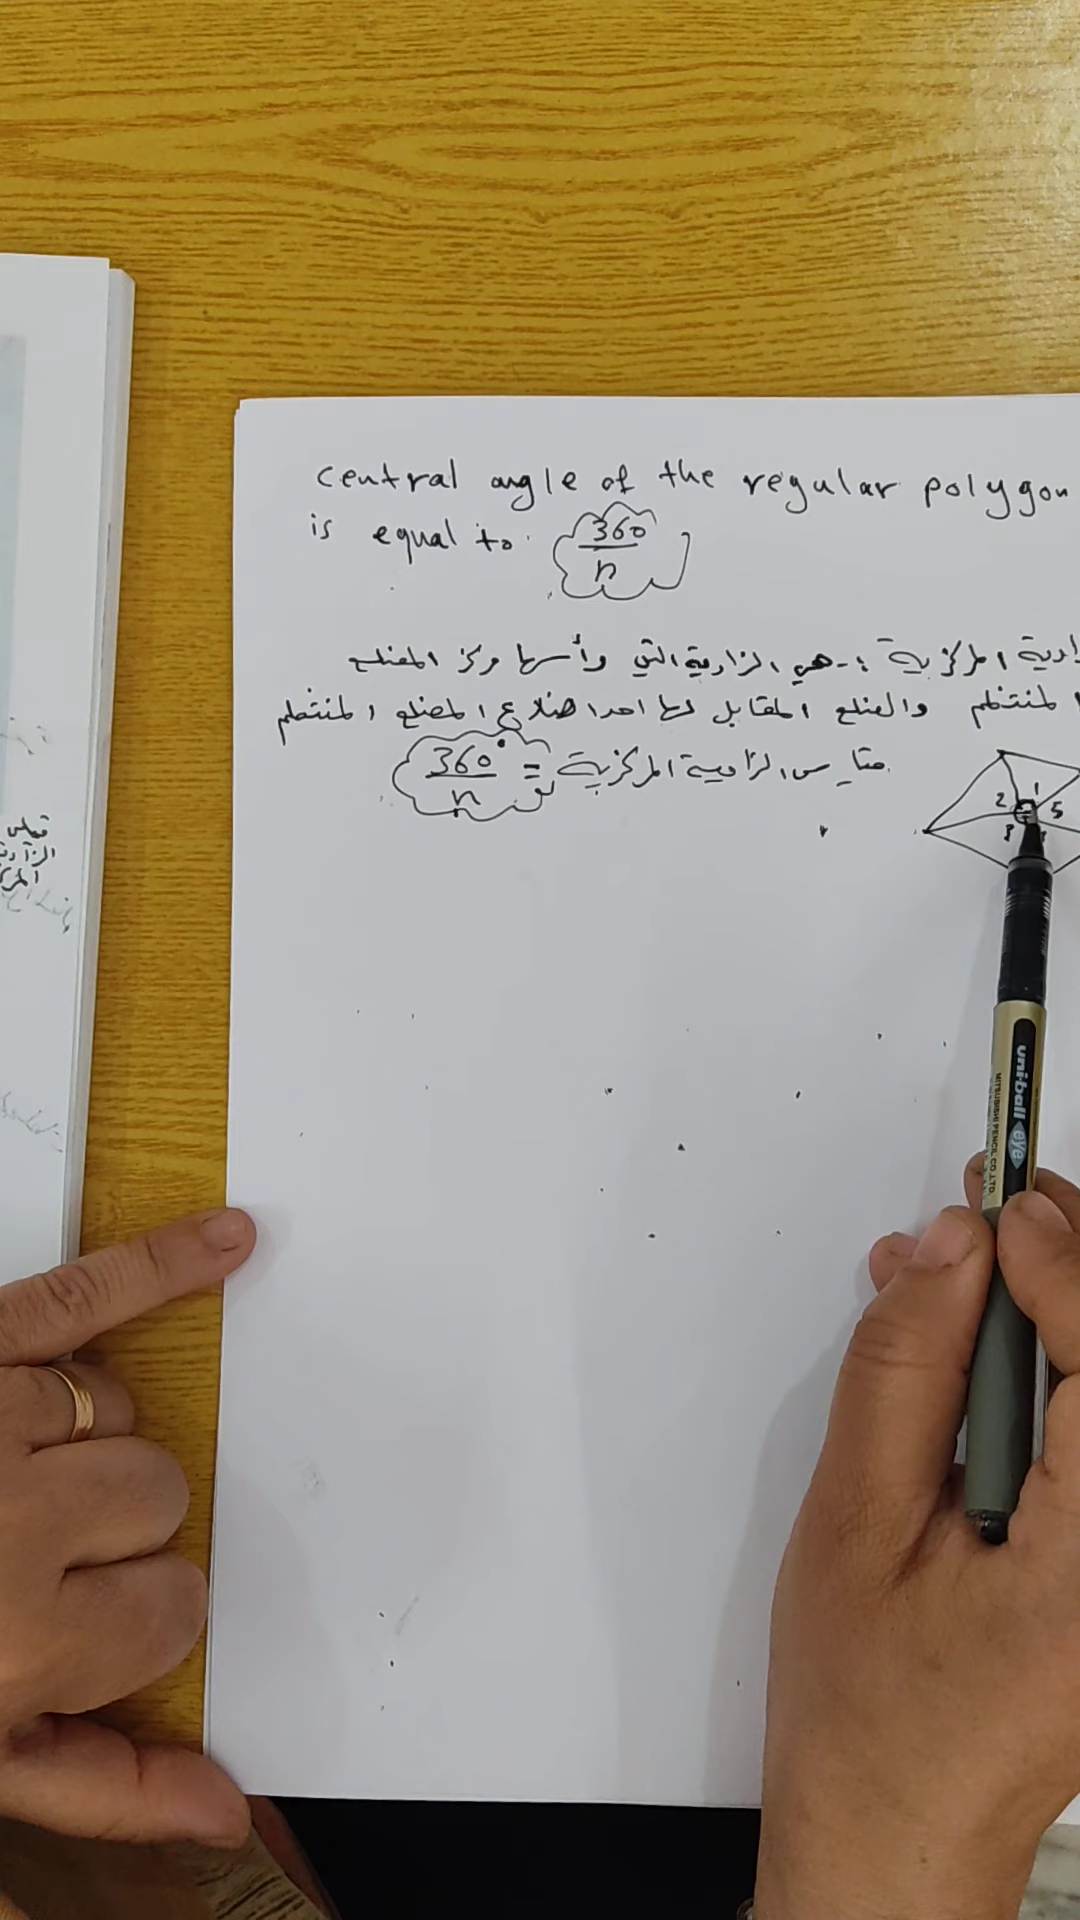 central angle of the regular polygon
is equal to 360/n
المركزية :- هي الزاوية التي رأسها مركز المضلع
المنتظم والضلع المقابل لها احد اضلاع المضلع المنتظم
قياس الزاوية المركزية = 360°/n
1
2
5
3
قياس
الزاوية
uni-ball eye
MITSUBISHI PENCIL CO. LTD